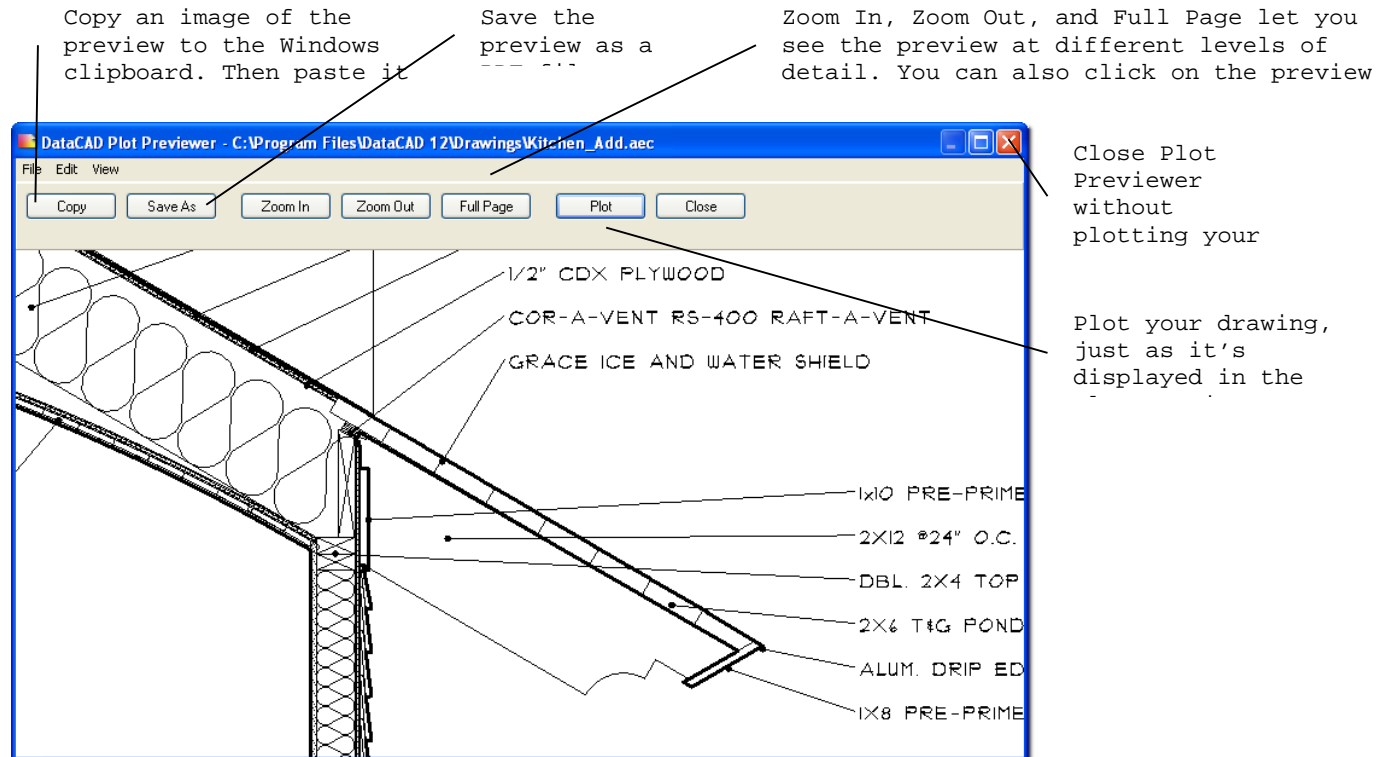 Copy an image of the
preview to the Windows
clipboard. Then paste it
Save the
preview as a
Zoom In, Zoom Out, and Full Page let you
see the preview at different levels of
detail. You can also click on the preview
DataCAD Plot Previewer - C:\Program Files\DataCAD 12\Drawings\Kitchen_Add.aec
File Edit View
Copy Save As Zoom In Zoom Out Full Page Plot Close
Close Plot
Previewer
without
plotting your
Plot your drawing,
just as it's
displayed in the
1/2" CDX PLYWOOD
COR-A-VENT RS-400 RAFT-A-VENT
GRACE ICE AND WATER SHIELD
1x10 PRE-PRIME
2X12 @24" O.C.
DBL. 2X4 TOP
2X6 T&G POND
ALUM. DRIP ED
1X8 PRE-PRIME